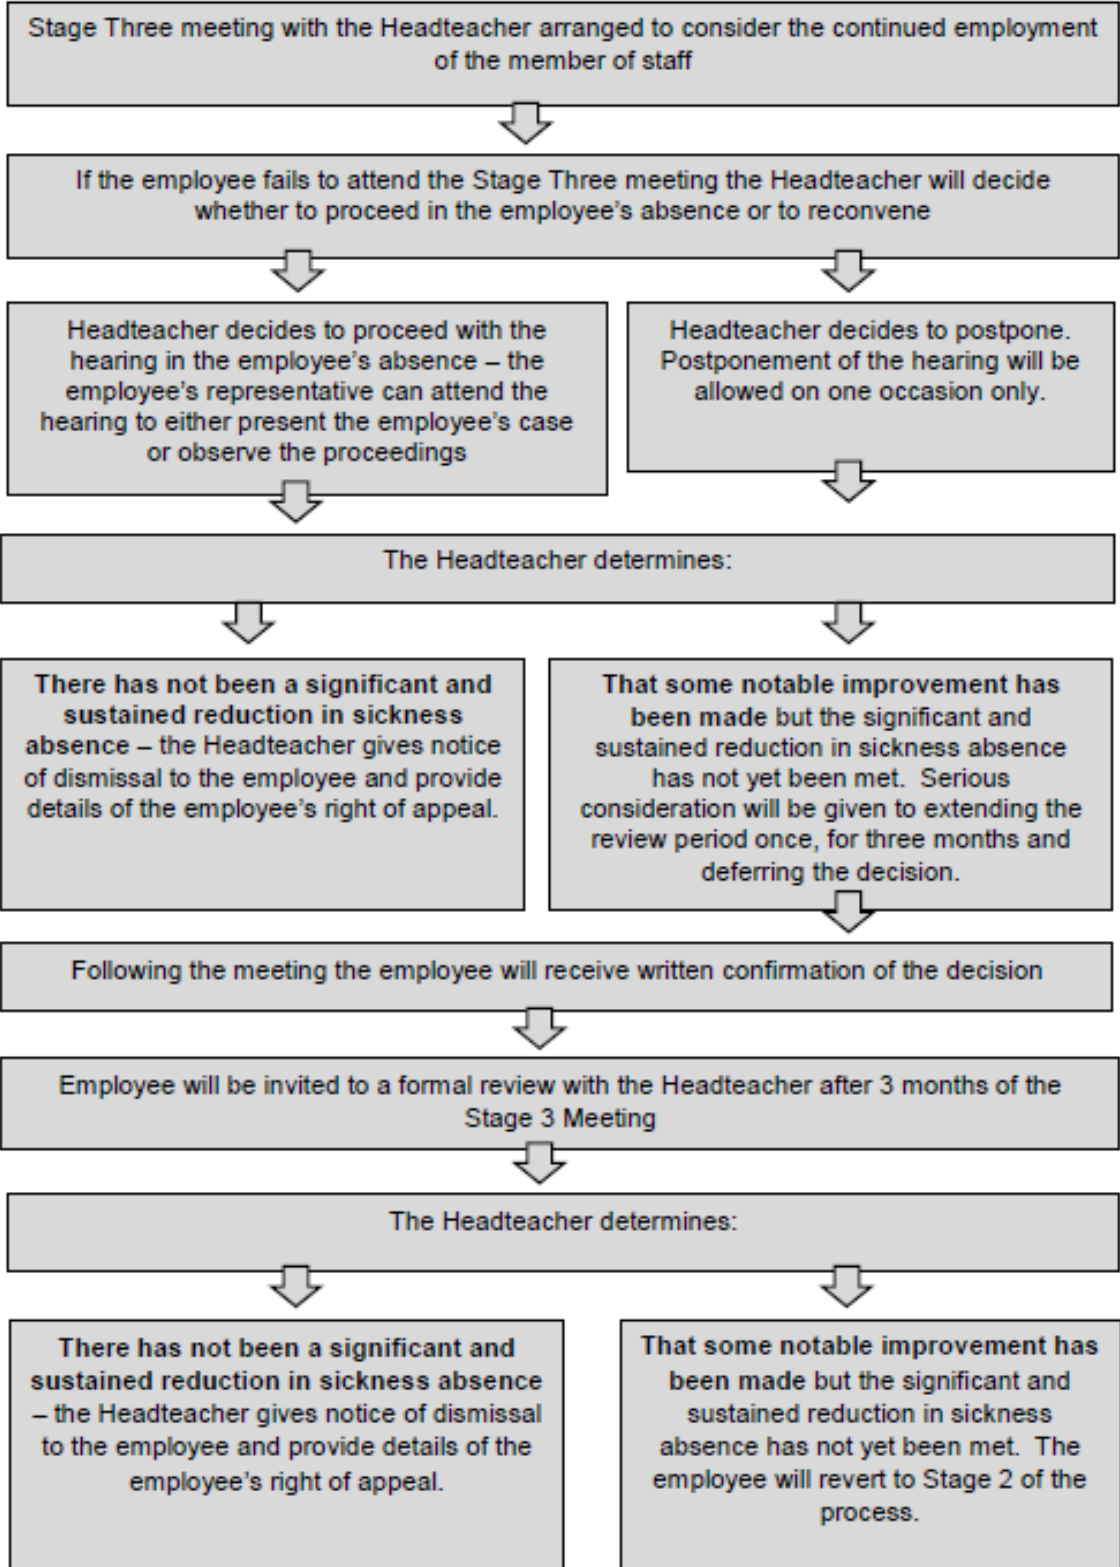 Stage Three meeting with the Headteacher arranged to consider the continued employment
of the member of staff
If the employee fails to attend the Stage Three meeting the Headteacher will decide
whether to proceed in the employee's absence or to reconvene
Headteacher decides to proceed with the
hearing in the employee's absence – the
employee's representative can attend the
hearing to either present the employee's case
or observe the proceedings
Headteacher decides to postpone.
Postponement of the hearing will be
allowed on one occasion only.
The Headteacher determines:
There has not been a significant and
sustained reduction in sickness
absence – the Headteacher gives notice
of dismissal to the employee and provide
details of the employee's right of appeal.
That some notable improvement has
been made but the significant and
sustained reduction in sickness absence
has not yet been met.  Serious
consideration will be given to extending the
review period once, for three months and
deferring the decision.
Following the meeting the employee will receive written confirmation of the decision
Employee will be invited to a formal review with the Headteacher after 3 months of the
Stage 3 Meeting
The Headteacher determines:
There has not been a significant and
sustained reduction in sickness absence
– the Headteacher gives notice of dismissal
to the employee and provide details of the
employee's right of appeal.
That some notable improvement has
been made but the significant and
sustained reduction in sickness
absence has not yet been met.  The
employee will revert to Stage 2 of the
process.